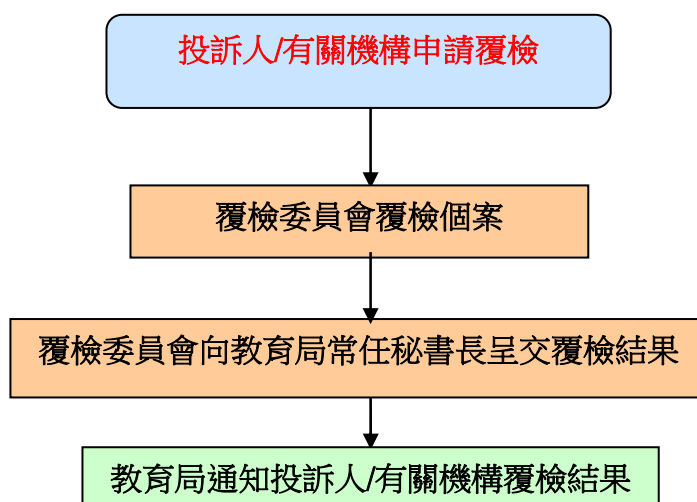 投訴人/有關機構申請覆檢
覆檢委員會覆檢個案
覆檢委員會向教育局常任秘書長呈交覆檢結果
教育局通知投訴人/有關機構覆檢結果